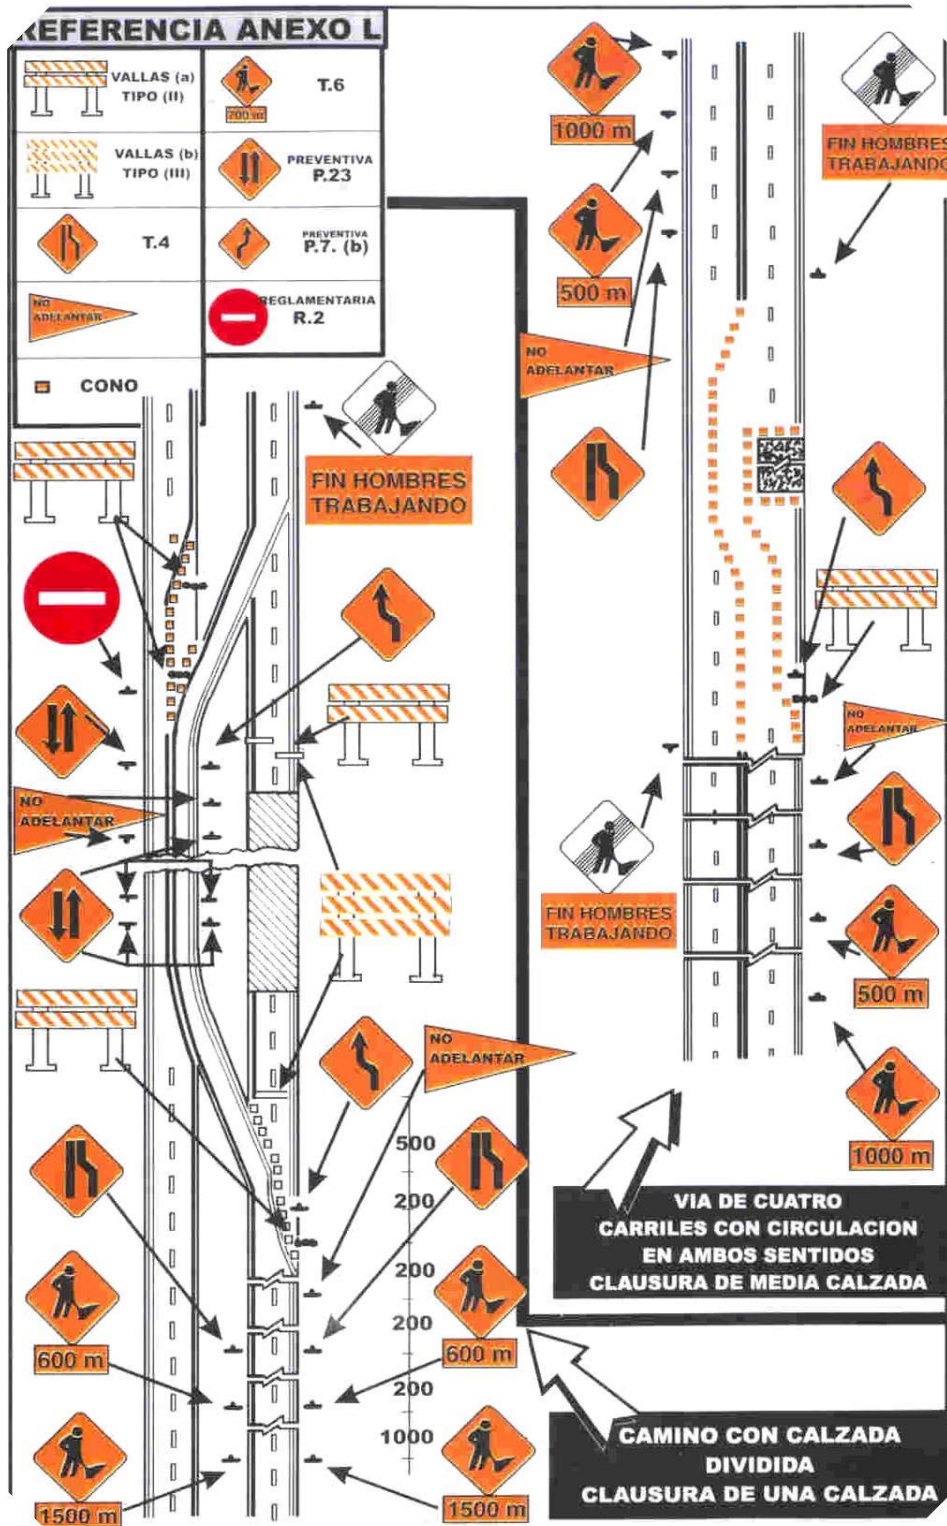 REFERENCIA ANEXO L
VALLAS (a)
TIPO (II)
T.6
200 m
VALLAS (b)
TIPO (III)
PREVENTIVA
P.23
T.4
PREVENTIVA
P.7. (b)
NO
ADELANTAR
REGLAMENTARIA
R.2
CONO
FIN HOMBRES
TRABAJANDO
NO
ADELANTAR
NO
ADELANTAR
500
200
200
200
200
1000
600 m
1500 m
600 m
1500 m
1000 m
500 m
NO
ADELANTAR
FIN HOMBRES
TRABAJANDO
NO
ADELANTAR
FIN HOMBRES
TRABAJANDO
500 m
1000 m
VIA DE CUATRO
CARRILES CON CIRCULACION
EN AMBOS SENTIDOS
CLAUSURA DE MEDIA CALZADA
CAMINO CON CALZADA
DIVIDIDA
CLAUSURA DE UNA CALZADA